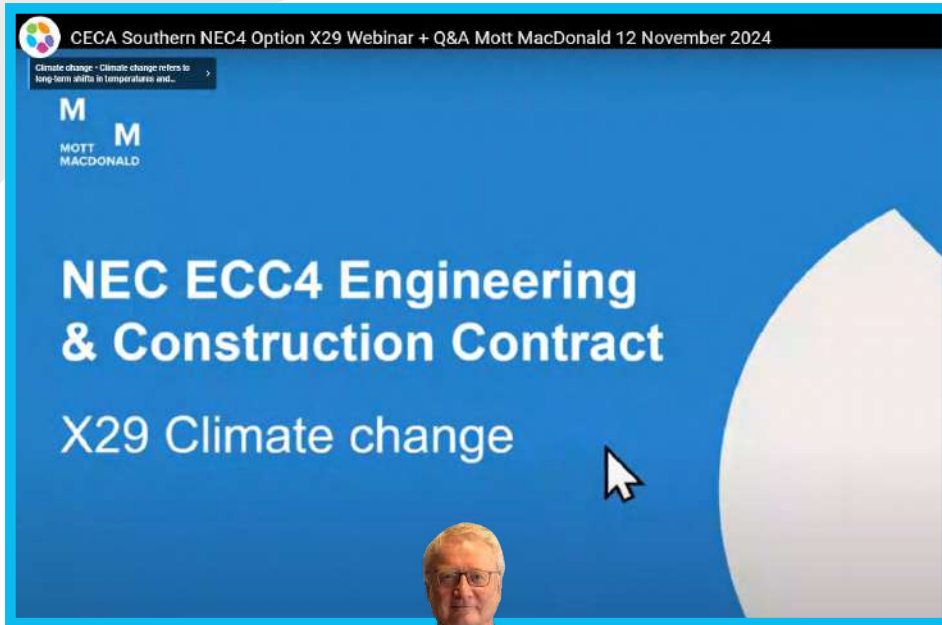 CECA Southern NEC4 Option X29 Webinar + Q&A Mott MacDonald 12 November 2024
Climate change - Climate change refers to
long-term shifts in temperatures and...
M
M
MOTT
MACDONALD
NEC ECC4 Engineering
& Construction Contract
X29 Climate change